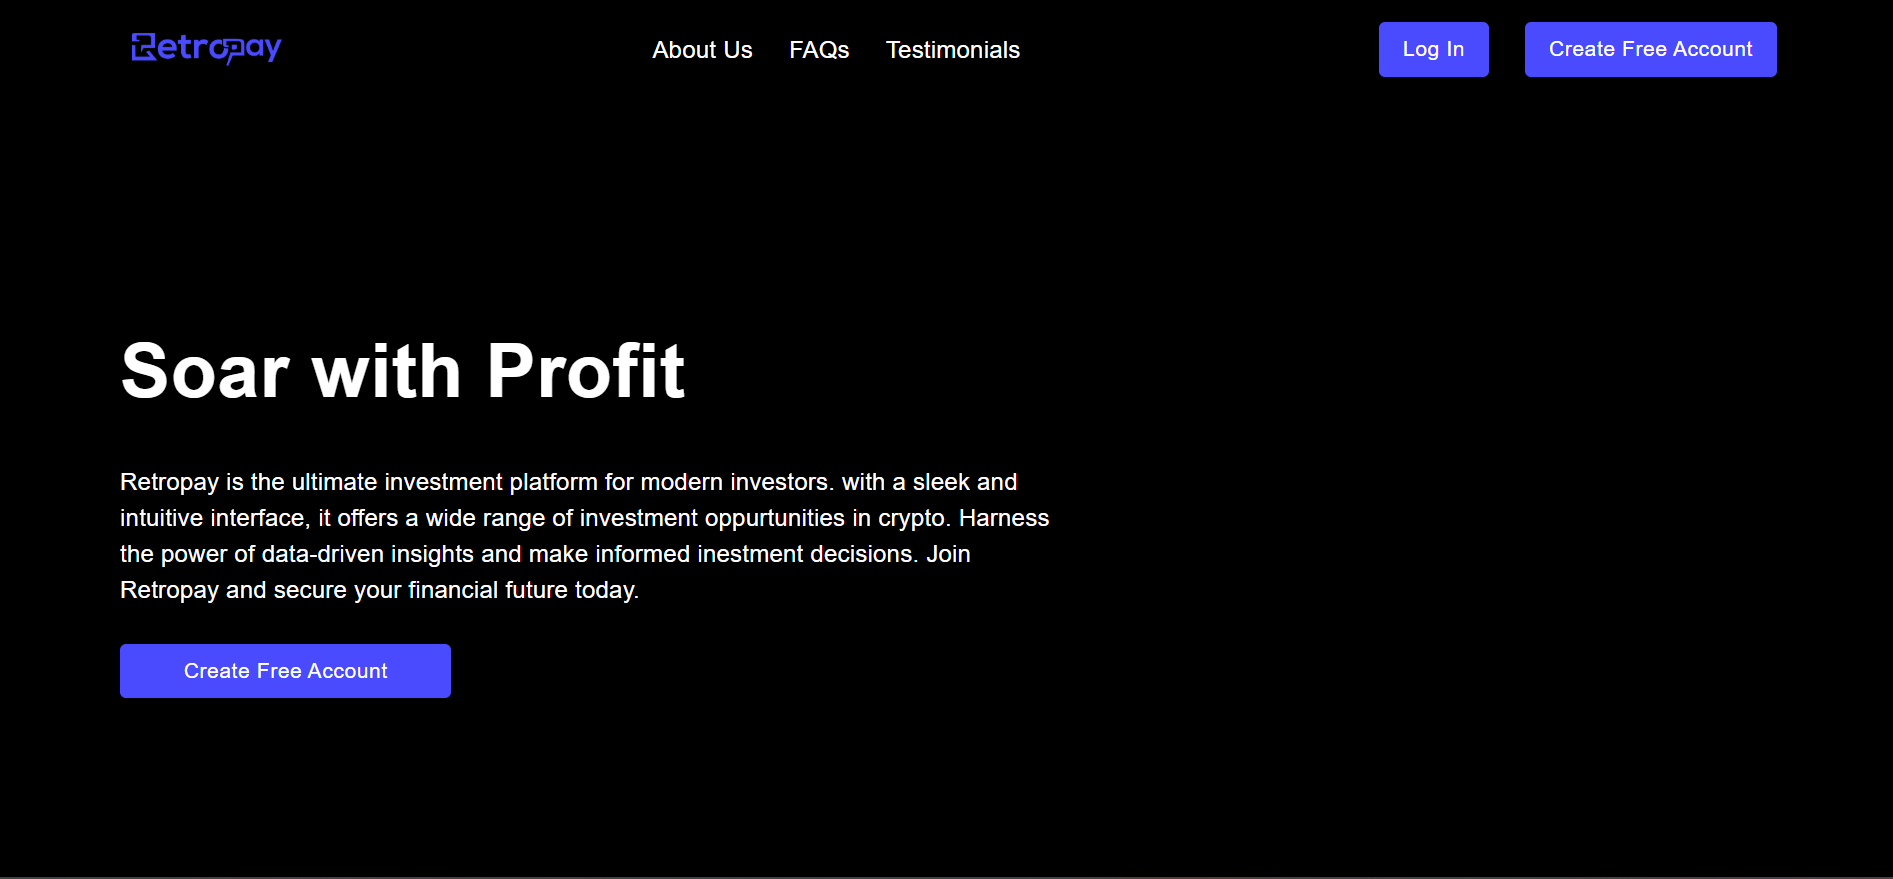 Retropay
About Us
FAQs
Testimonials
Log In
Create Free Account
Soar with Profit
Retropay is the ultimate investment platform for modern investors. with a sleek and
intuitive interface, it offers a wide range of investment oppurtunities in crypto. Harness
the power of data-driven insights and make informed inestment decisions. Join
Retropay and secure your financial future today.
Create Free Account